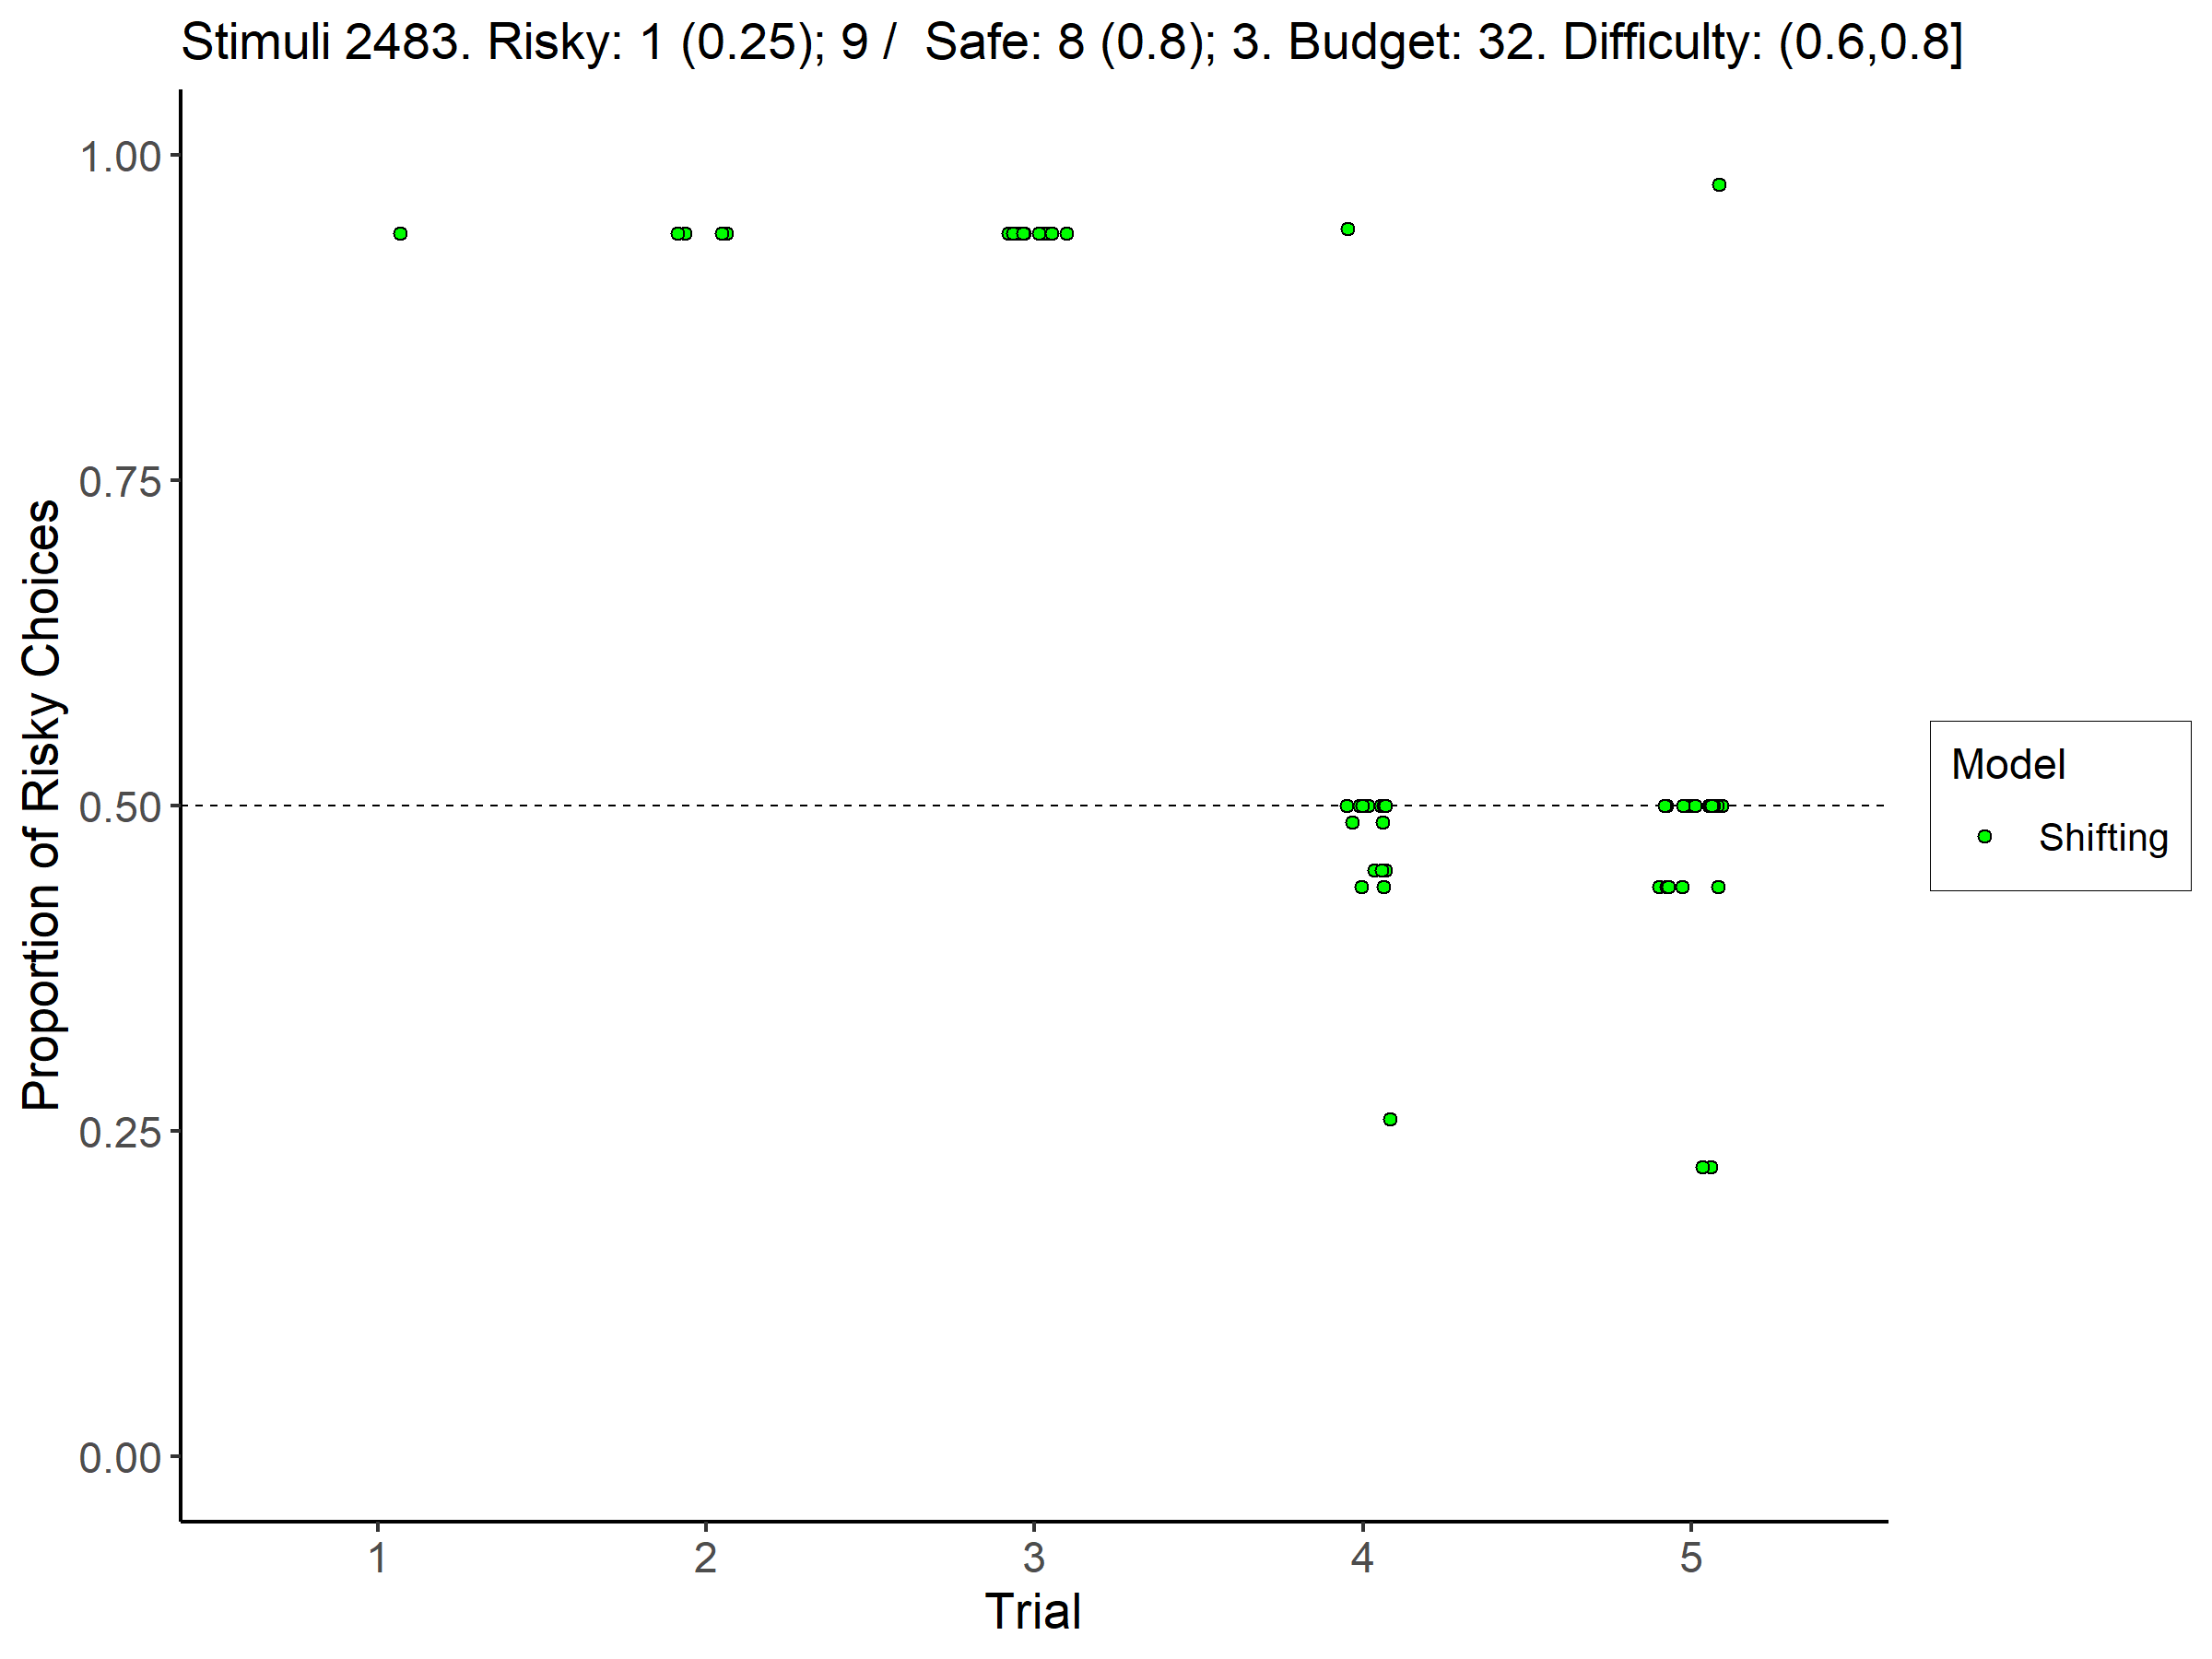 Stimuli 2483. Risky: 1 (0.25); 9 /  Safe: 8 (0.8); 3. Budget: 32. Difficulty: (0.6,0.8]
Proportion of Risky Choices
1.00
0.75
0.50
0.25
0.00
1 2 3 4 5
Trial
Model
Shifting